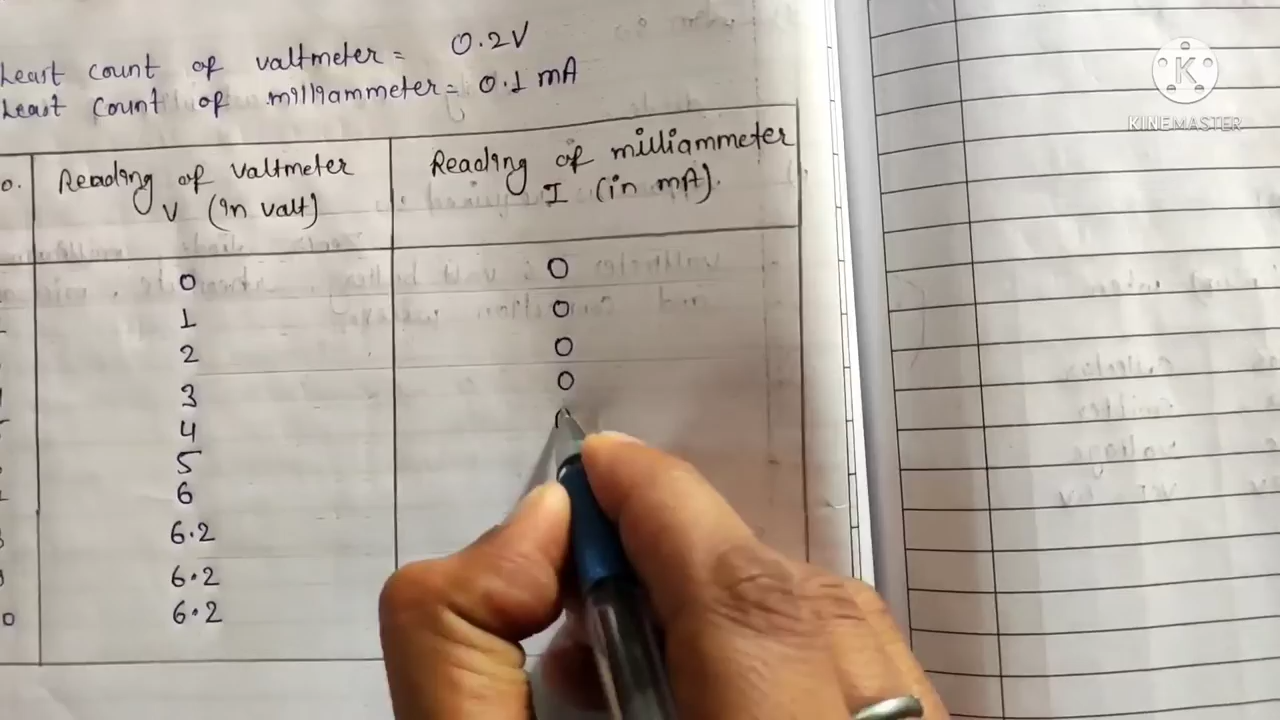 Least count of valtmeter = 0.2V
Least count of milliammeter = 0.1 mA
o. Reading of valtmeter V (in valt) Reading of milliammeter I (in mA).
0 0
1 0
2 0
3 0
4
5
6
6.2
6.2
0 6.2
KINEMASTER